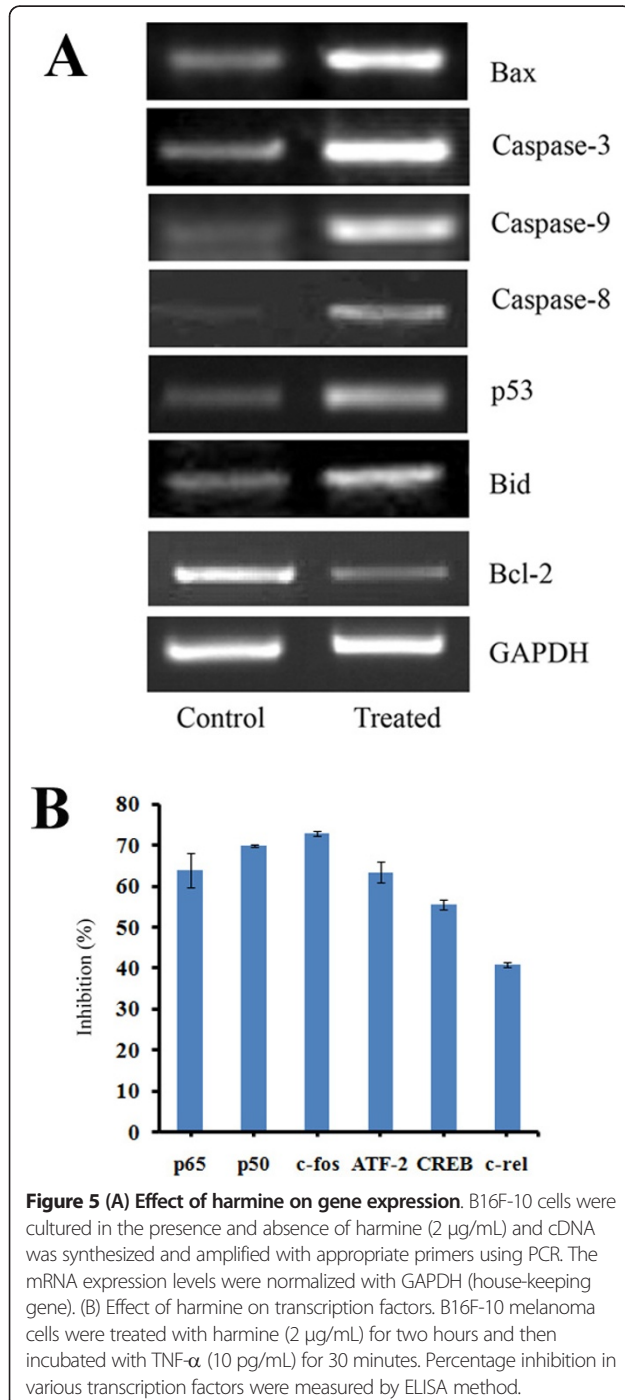 A
Bax
Caspase-3
Caspase-9
Caspase-8
p53
Bid
Bcl-2
GAPDH
Control Treated
B
80
70
60
50
40
30
20
10
0
Inhibition (%)
p65 p50 c-fos ATF-2 CREB c-rel
Figure 5 (A) Effect of harmine on gene expression. B16F-10 cells were
cultured in the presence and absence of harmine (2 μg/mL) and cDNA
was synthesized and amplified with appropriate primers using PCR. The
mRNA expression levels were normalized with GAPDH (house-keeping
gene). (B) Effect of harmine on transcription factors. B16F-10 melanoma
cells were treated with harmine (2 μg/mL) for two hours and then
incubated with TNF-α (10 pg/mL) for 30 minutes. Percentage inhibition in
various transcription factors were measured by ELISA method.